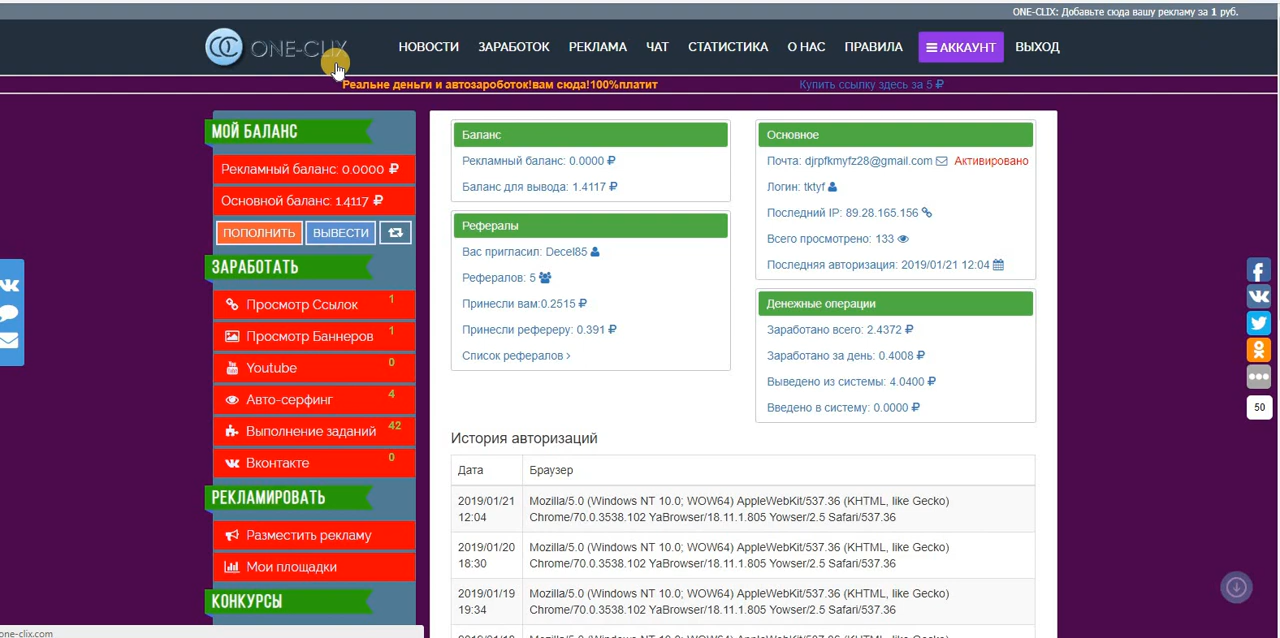 ONE-CLIX: Добавьте сюда вашу рекламу за 1 руб.
ONE-CLIX
НОВОСТИ ЗАРАБОТОК РЕКЛАМА ЧАТ СТАТИСТИКА О НАС ПРАВИЛА АККАУНТ ВЫХОД
Реальне деньги и автозароботок!вам сюда!100%платит
Купить ссылку здесь за 5 ₽
МОЙ БАЛАНС
Рекламный баланс: 0.0000 ₽
Основной баланс: 1.4117 ₽
ПОПОЛНИТЬ ВЫВЕСТИ
ЗАРАБОТАТЬ
Просмотр Ссылок 1
Просмотр Баннеров 1
Youtube 0
Авто-серфинг 4
Выполнение заданий 42
Вконтакте 0
РЕКЛАМИРОВАТЬ
Разместить рекламу
Мои площадки
КОНКУРСЫ
Баланс
Рекламный баланс: 0.0000 ₽
Баланс для вывода: 1.4117 ₽
Рефералы
Вас пригласил: Decel85
Рефералов: 5
Принесли вам:0.2515 ₽
Принесли рефереру: 0.391 ₽
Список рефералов ›
Основное
Почта: djrpfkmyfz28@gmail.com Активировано
Логин: tktyf
Последний IP: 89.28.165.156
Всего просмотрено: 133
Последняя авторизация: 2019/01/21 12:04
Денежные операции
Заработано всего: 2.4372 ₽
Заработано за день: 0.4008 ₽
Выведено из системы: 4.0400 ₽
Введено в систему: 0.0000 ₽
История авторизаций
Дата Браузер
2019/01/21 Mozilla/5.0 (Windows NT 10.0; WOW64) AppleWebKit/537.36 (KHTML, like Gecko)
12:04 Chrome/70.0.3538.102 YaBrowser/18.11.1.805 Yowser/2.5 Safari/537.36
2019/01/20 Mozilla/5.0 (Windows NT 10.0; WOW64) AppleWebKit/537.36 (KHTML, like Gecko)
18:30 Chrome/70.0.3538.102 YaBrowser/18.11.1.805 Yowser/2.5 Safari/537.36
2019/01/19 Mozilla/5.0 (Windows NT 10.0; WOW64) AppleWebKit/537.36 (KHTML, like Gecko)
19:34 Chrome/70.0.3538.102 YaBrowser/18.11.1.805 Yowser/2.5 Safari/537.36
50
one-clix.com